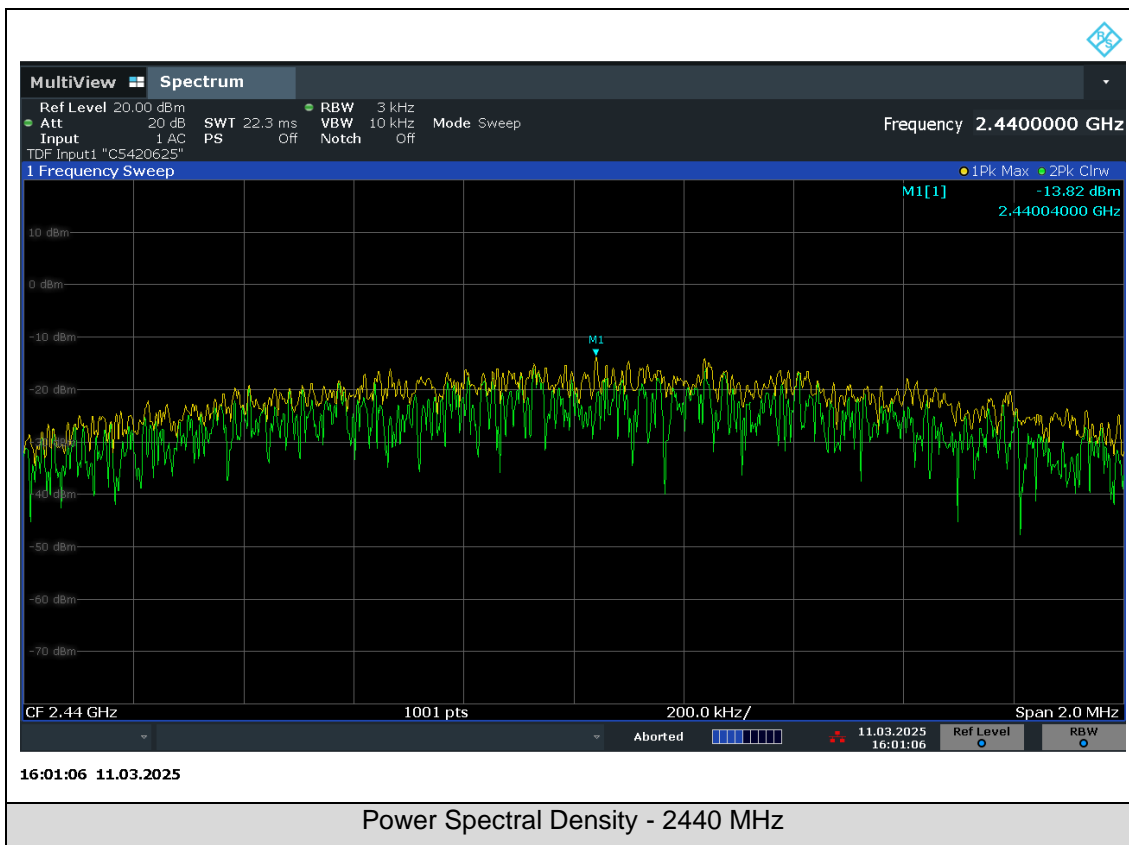 R&S
MultiView Spectrum
Ref Level 20.00 dBm RBW 3 kHz
Att 20 dB SWT 22.3 ms VBW 10 kHz Mode Sweep Frequency 2.4400000 GHz
Input 1 AC PS Off Notch Off
TDF Input1 "C5420625"
1 Frequency Sweep 1Pk Max 2Pk Clrw
M1[1] -13.82 dBm
2.44004000 GHz
10 dBm
0 dBm
-10 dBm
M1
-20 dBm
-30 dBm
-40 dBm
-50 dBm
-60 dBm
-70 dBm
CF 2.44 GHz 1001 pts 200.0 kHz/ Span 2.0 MHz
Aborted 11.03.2025 Ref Level RBW
16:01:06
16:01:06 11.03.2025
Power Spectral Density - 2440 MHz